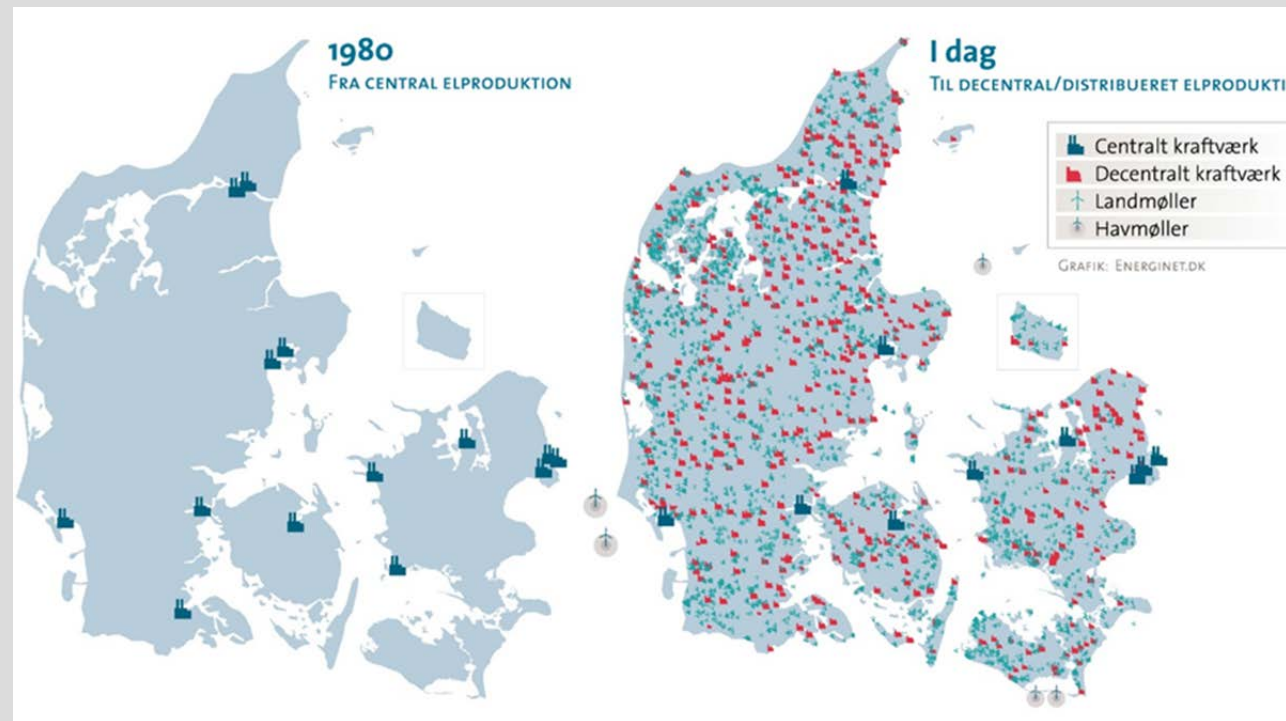 1980
FRA CENTRAL ELPRODUKTION
I dag
TIL DECENTRAL/DISTRIBUERET ELPRODUKTI
Centralt kraftværk
Decentralt kraftværk
Landmøller
Havmøller
GRAFIK: ENERGINET.DK